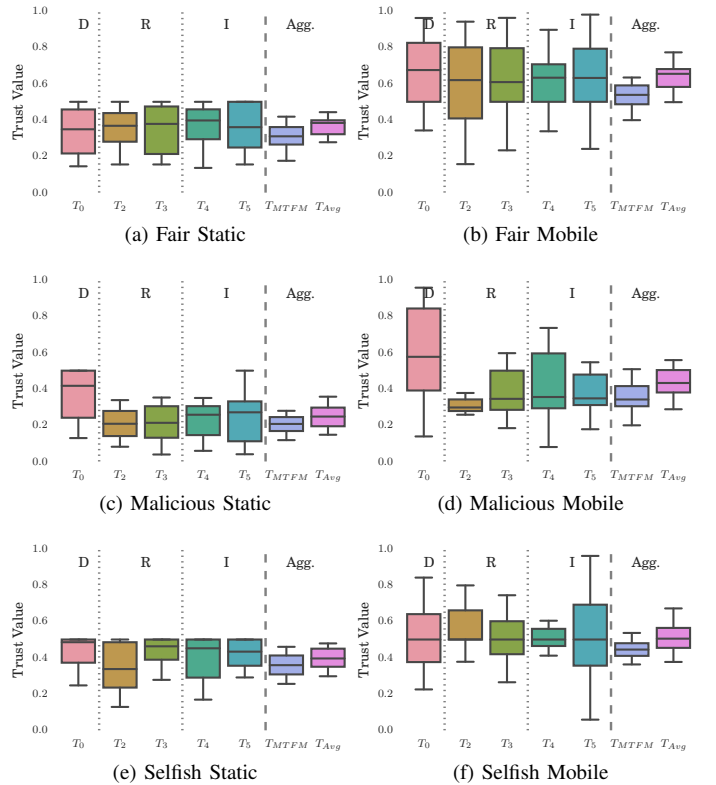 1.0 D R I Agg.
0.8
0.6
0.4
0.2
0.0
Trust Value
T0 T2 T3 T4 T5 TMTFM TAvg
(a) Fair Static
1.0 D R I Agg.
0.8
0.6
0.4
0.2
0.0
Trust Value
T0 T2 T3 T4 T5 TMTFM TAvg
(b) Fair Mobile
1.0 D R I Agg.
0.8
0.6
0.4
0.2
0.0
Trust Value
T0 T2 T3 T4 T5 TMTFM TAvg
(c) Malicious Static
1.0 D R I Agg.
0.8
0.6
0.4
0.2
0.0
Trust Value
T0 T2 T3 T4 T5 TMTFM TAvg
(d) Malicious Mobile
1.0 D R I Agg.
0.8
0.6
0.4
0.2
0.0
Trust Value
T0 T2 T3 T4 T5 TMTFM TAvg
(e) Selfish Static
1.0 D R I Agg.
0.8
0.6
0.4
0.2
0.0
Trust Value
T0 T2 T3 T4 T5 TMTFM TAvg
(f) Selfish Mobile